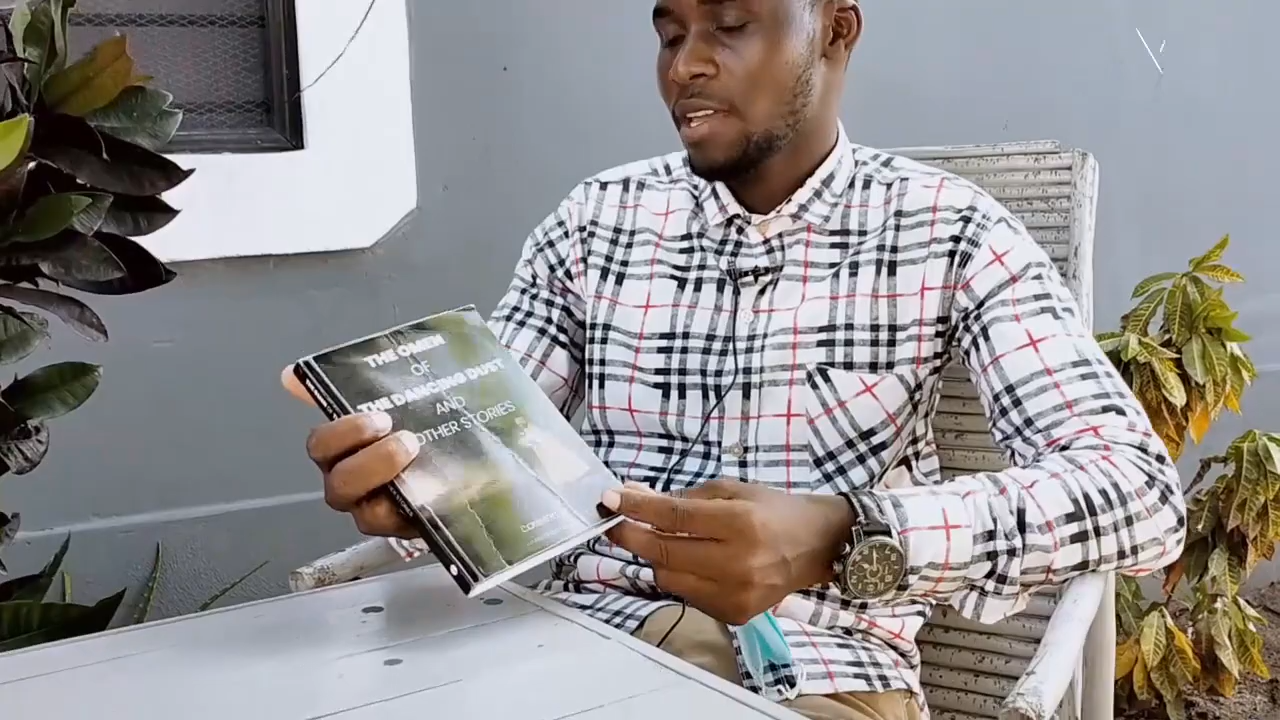 THE OMEN
OF
THE DANCING DUST
AND
OTHER STORIES